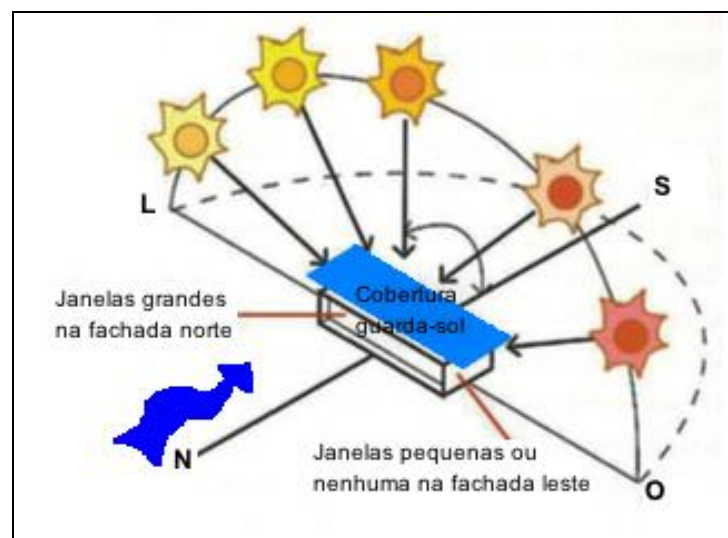 L
S
Janelas grandes
na fachada norte
Cobertura
guarda-sol
N
Janelas pequenas ou
nenhuma na fachada leste
O